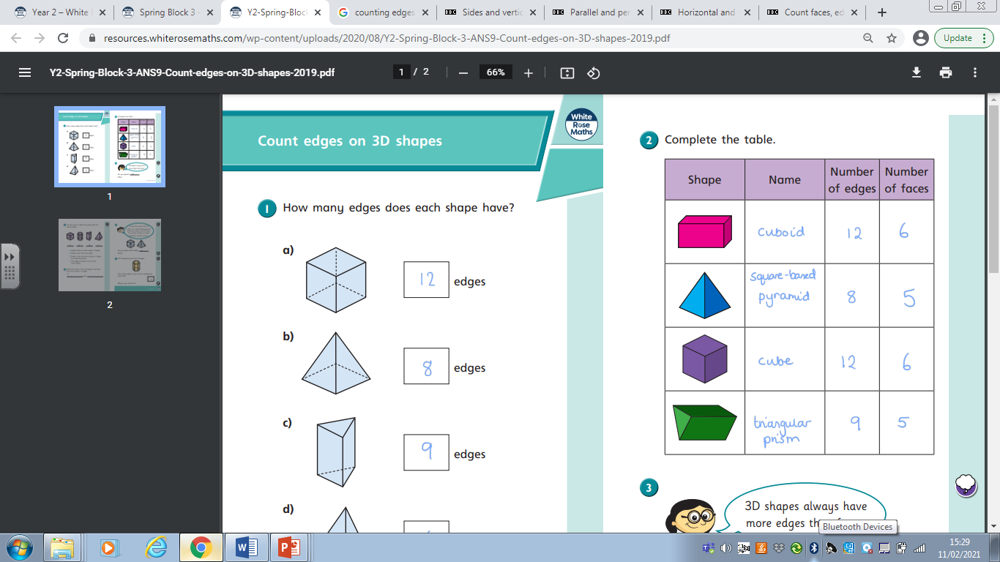 Year 2 – White
Spring Block 3 –
Y2-Spring-Bloc
counting edges
BBC Sides and vertic
BBC Parallel and per
BBC Horizontal and
BBC Count faces, ed
resources.whiterosemaths.com/wp-content/uploads/2020/08/Y2-Spring-Block-3-ANS9-Count-edges-on-3D-shapes-2019.pdf
Update
Y2-Spring-Block-3-ANS9-Count-edges-on-3D-shapes-2019.pdf
1 / 2
66%
1
2
Count edges on 3D shapes
White
Rose
Maths
1 How many edges does each shape have?
a) 12 edges
b) 8 edges
c) 9 edges
d)
2 Complete the table.
Shape Name Number of edges Number of faces
cuboid 12 6
square-based
pyramid 8 5
cube 12 6
triangular
prism 9 5
3
3D shapes always have
more edges
Bluetooth Devices
15:29
11/02/2021